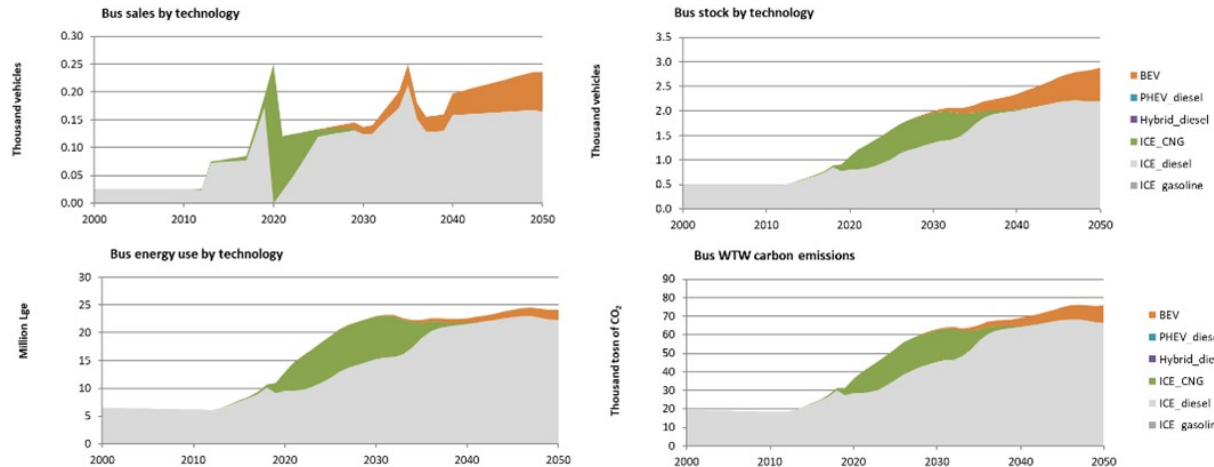 Bus sales by technology
Thousand vehicles
0.30
0.25
0.20
0.15
0.10
0.05
0.00
2000 2010 2020 2030 2040 2050
Bus stock by technology
Thousand vehicles
3.5
3.0
2.5
2.0
1.5
1.0
0.5
0.0
2000 2010 2020 2030 2040 2050
BEV
PHEV_diesel
Hybrid_diesel
ICE_CNG
ICE_diesel
ICE_gasoline
Bus energy use by technology
Million Lge
30
25
20
15
10
5
0
2000 2010 2020 2030 2040 2050
Bus WTW carbon emissions
Thousand tosn of CO2
90
80
70
60
50
40
30
20
10
0
2000 2010 2020 2030 2040 2050
BEV
PHEV_dies
Hybrid_die
ICE_CNG
ICE_diesel
ICE_gasolin